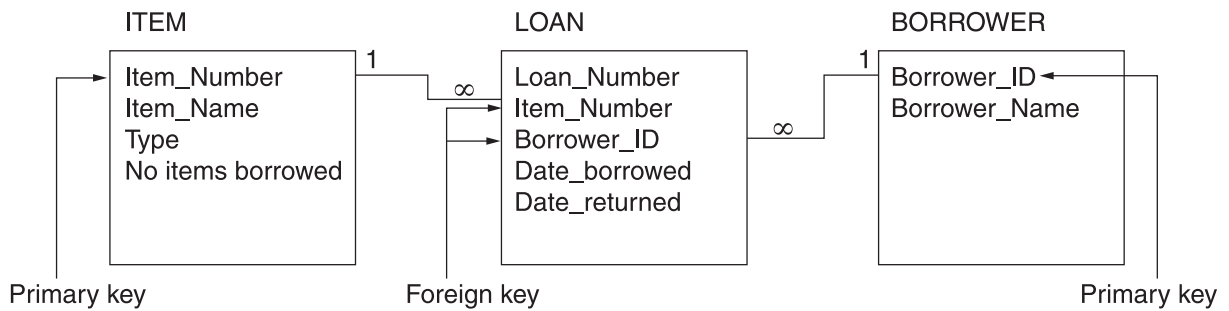 ITEM
LOAN
BORROWER
1
∞
∞
1
Item_Number
Item_Name
Type
No items borrowed
Loan_Number
Item_Number
Borrower_ID
Date_borrowed
Date_returned
Borrower_ID
Borrower_Name
Primary key
Foreign key
Primary key